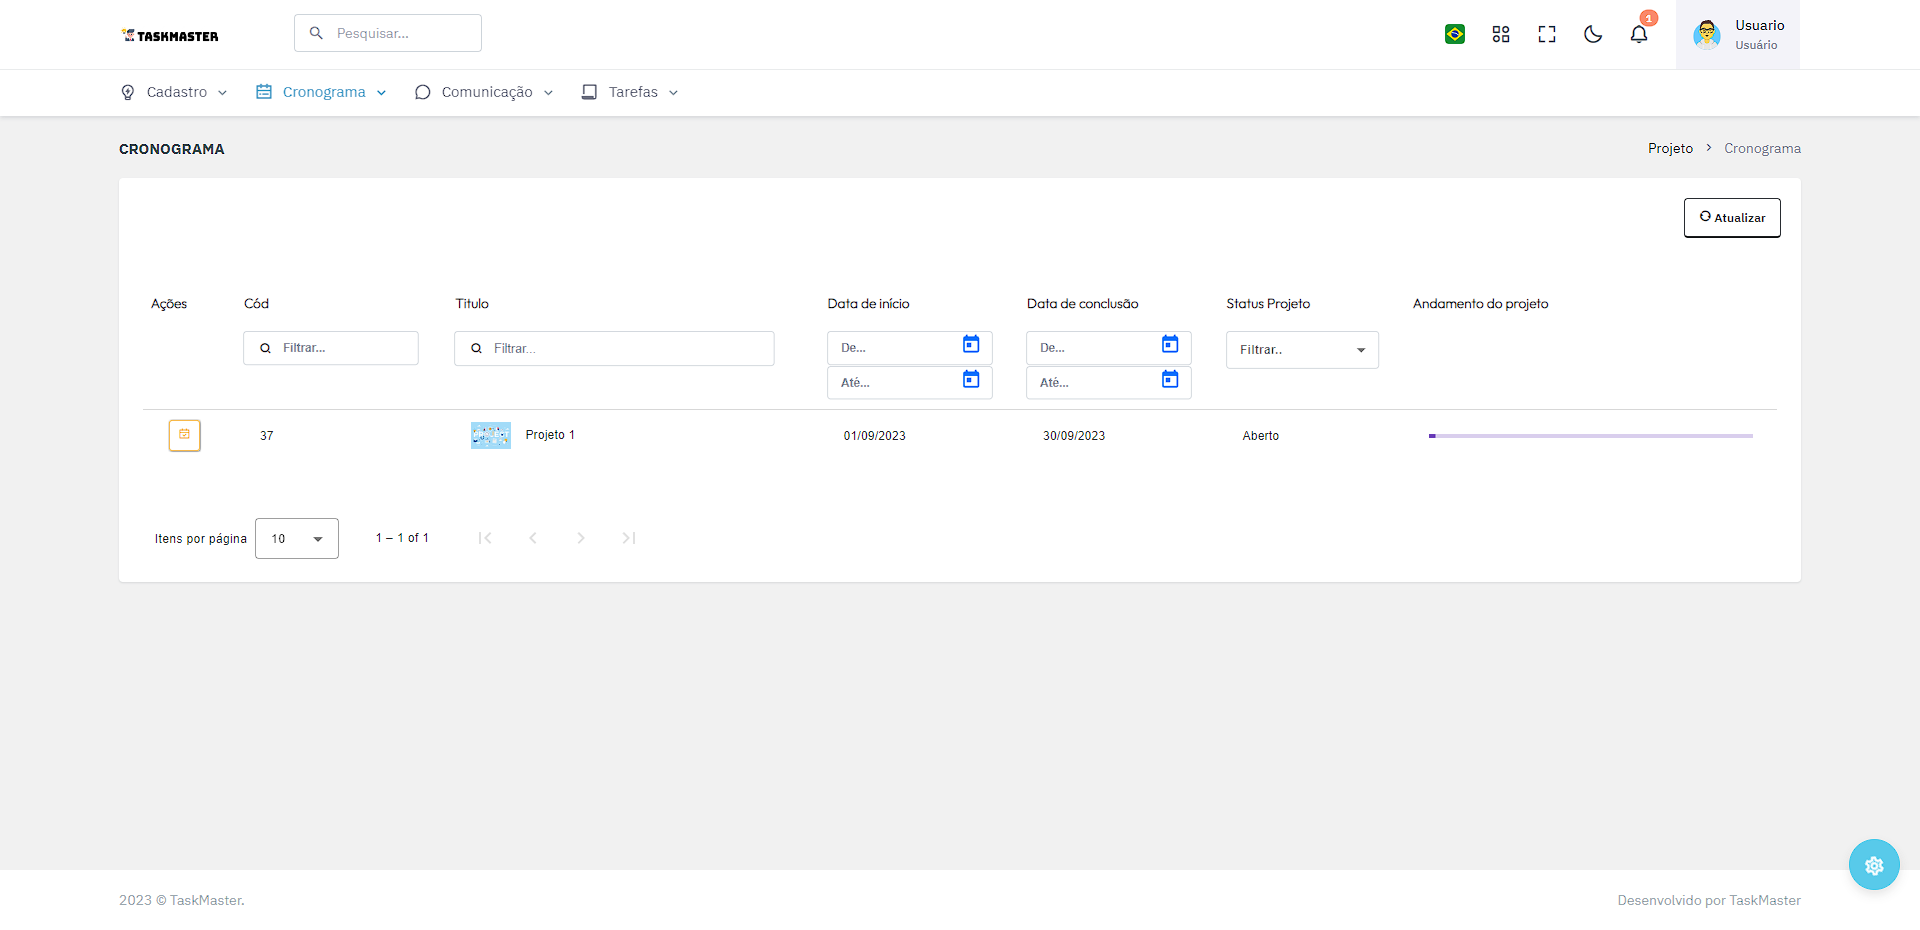 TASKMASTER
Pesquisar...
1
Usuario
Usuário
Cadastro
Cronograma
Comunicação
Tarefas
CRONOGRAMA
Projeto > Cronograma
Atualizar
Ações Cód Titulo Data de início Data de conclusão Status Projeto Andamento do projeto
Filtrar... Filtrar... De... De... Filtrar..
Até... Até...
37 Projeto 1 01/09/2023 30/09/2023 Aberto
Itens por página 10 1 – 1 of 1
2023 © TaskMaster.
Desenvolvido por TaskMaster